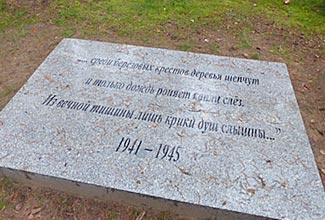 "... среди берёзовых крестов деревья шепчут
и только дождь роняет капли слёз.
Из вечной тишины лишь крики душ слышны..."
1941 – 1945